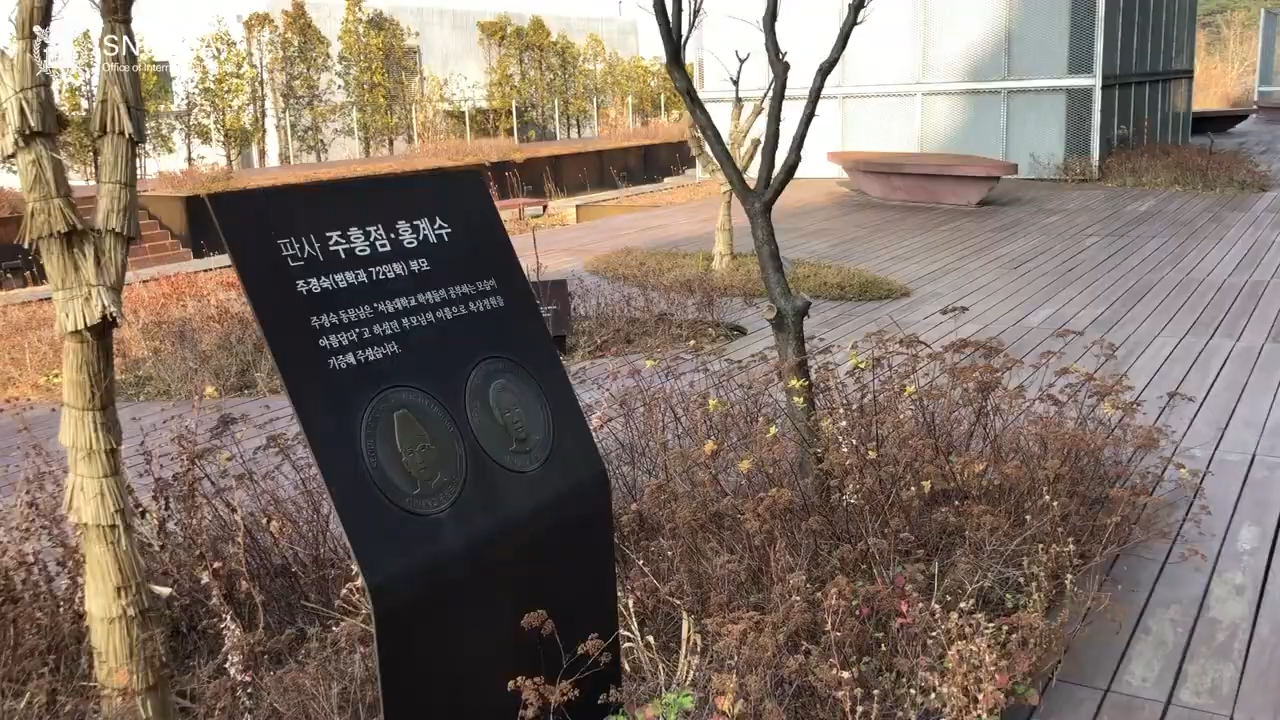 Office of Intern
판사 주홍점·홍계수
주경숙(법학과 72입학) 부모
주경숙 동문님은 "서울대학교 학생들의 공부하는 모습이
아름답다"고 하셨던 부모님의 이름으로 옥상정원을
기증해 주셨습니다.